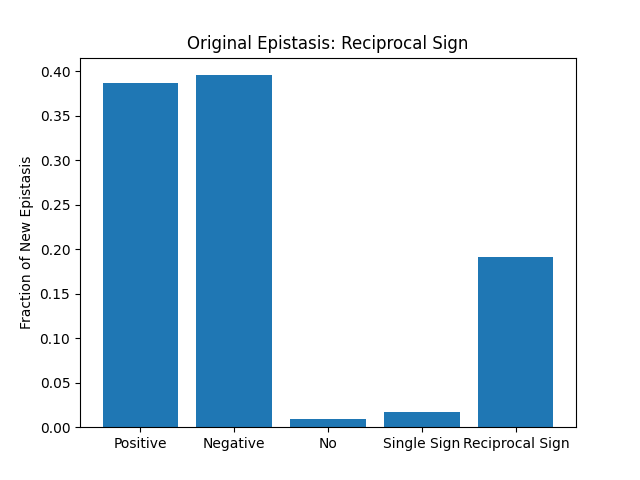 Original Epistasis: Reciprocal Sign
Fraction of New Epistasis
0.40
0.35
0.30
0.25
0.20
0.15
0.10
0.05
0.00
Positive
Negative
No
Single Sign
Reciprocal Sign